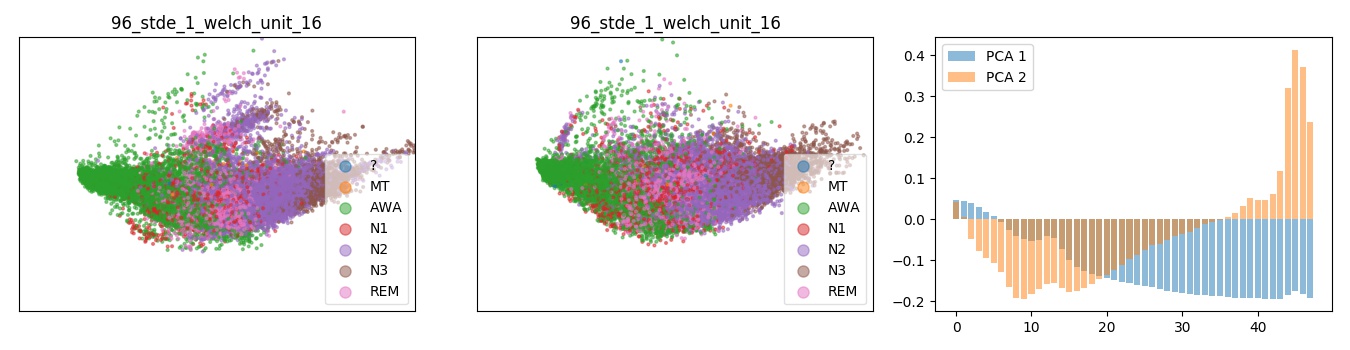 96_stde_1_welch_unit_16
?
MT
AWA
N1
N2
N3
REM
96_stde_1_welch_unit_16
?
MT
AWA
N1
N2
N3
REM
PCA 1
PCA 2
0.4
0.3
0.2
0.1
0.0
−0.1
−0.2
0 10 20 30 40